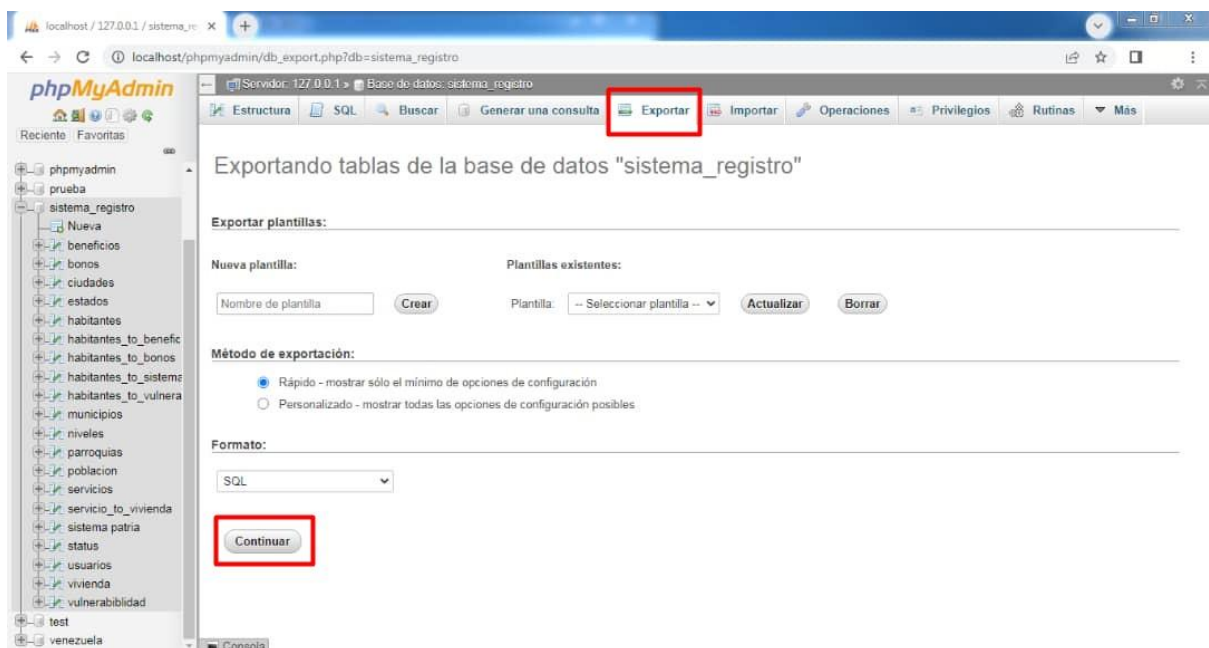 localhost / 127.0.0.1 / sistema_re
localhost/phpmyadmin/db_export.php?db=sistema_registro
phpMyAdmin
Reciente Favoritas
phpmyadmin
prueba
sistema_registro
Nueva
beneficios
bonos
ciudades
estados
habitantes
habitantes_to_benefic
habitantes_to_bonos
habitantes_to_sistema
habitantes_to_vulnera
municipios
niveles
parroquias
poblacion
servicios
servicio_to_vivienda
sistema patria
status
usuarios
vivienda
vulnerabiblidad
test
venezuela
Servidor: 127.0.0.1 » Base de datos: sistema_registro
Estructura SQL Buscar Generar una consulta Exportar Importar Operaciones Privilegios Rutinas Más
Exportando tablas de la base de datos "sistema_registro"
Exportar plantillas:
Nueva plantilla: Plantillas existentes:
Nombre de plantilla Crear Plantilla: -- Seleccionar plantilla -- Actualizar Borrar
Método de exportación:
Rápido - mostrar sólo el mínimo de opciones de configuración
Personalizado - mostrar todas las opciones de configuración posibles
Formato:
SQL
Continuar
Consola